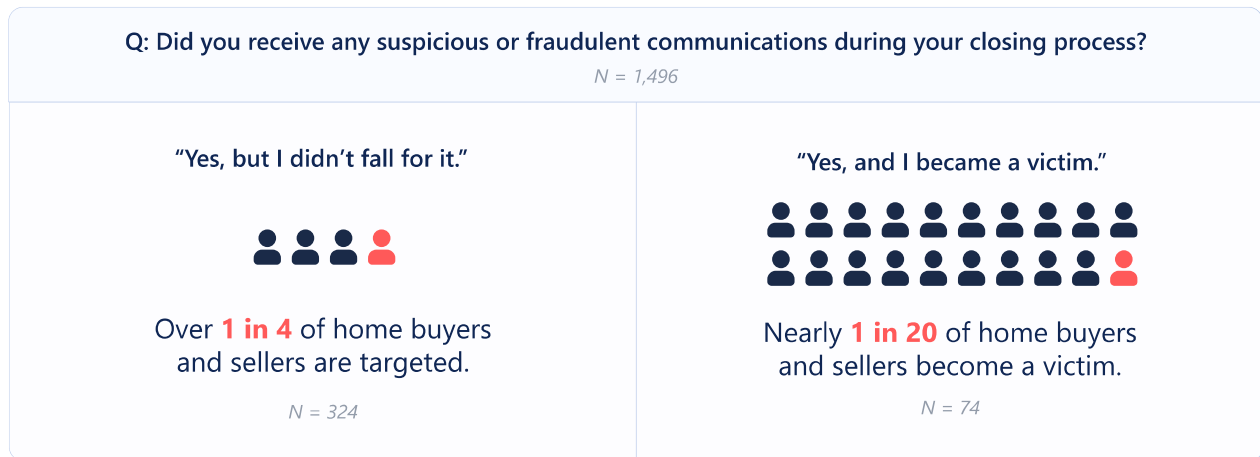 Q: Did you receive any suspicious or fraudulent communications during your closing process?
N = 1,496
“Yes, but I didn’t fall for it.”
Over 1 in 4 of home buyers
and sellers are targeted.
N = 324
“Yes, and I became a victim.”
Nearly 1 in 20 of home buyers
and sellers become a victim.
N = 74